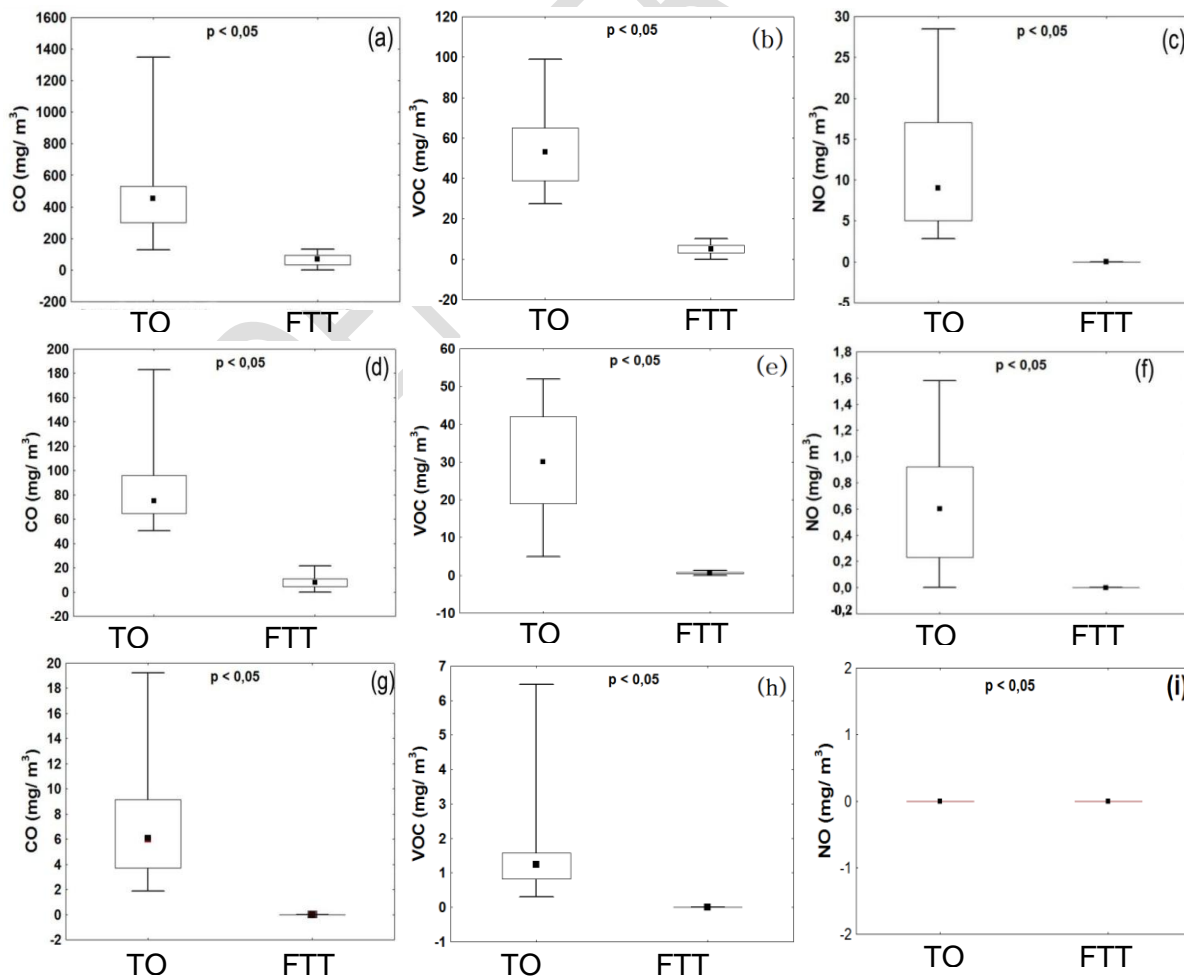 p < 0,05
(a)
CO (mg/ m³)
1600
1400
1200
1000
800
600
400
200
0
-200
TO FTT
p < 0,05
(b)
VOC (mg/ m³)
120
100
80
60
40
20
0
-20
TO FTT
p < 0,05
(c)
NO (mg/ m³)
30
25
20
15
10
5
0
-5
TO FTT
p < 0,05
(d)
CO (mg/ m³)
200
180
160
140
120
100
80
60
40
20
0
-20
TO FTT
p < 0,05
(e)
VOC (mg/ m³)
60
50
40
30
20
10
0
-10
TO FTT
p < 0,05
(f)
NO (mg/ m³)
1,8
1,6
1,4
1,2
1,0
0,8
0,6
0,4
0,2
0,0
-0,2
TO FTT
p < 0,05
(g)
CO (mg/ m³)
20
18
16
14
12
10
8
6
4
2
0
-2
TO FTT
p < 0,05
(h)
VOC (mg/ m³)
7
6
5
4
3
2
1
0
-1
TO FTT
p < 0,05
(i)
NO (mg/ m³)
2
1
0
-1
-2
TO FTT